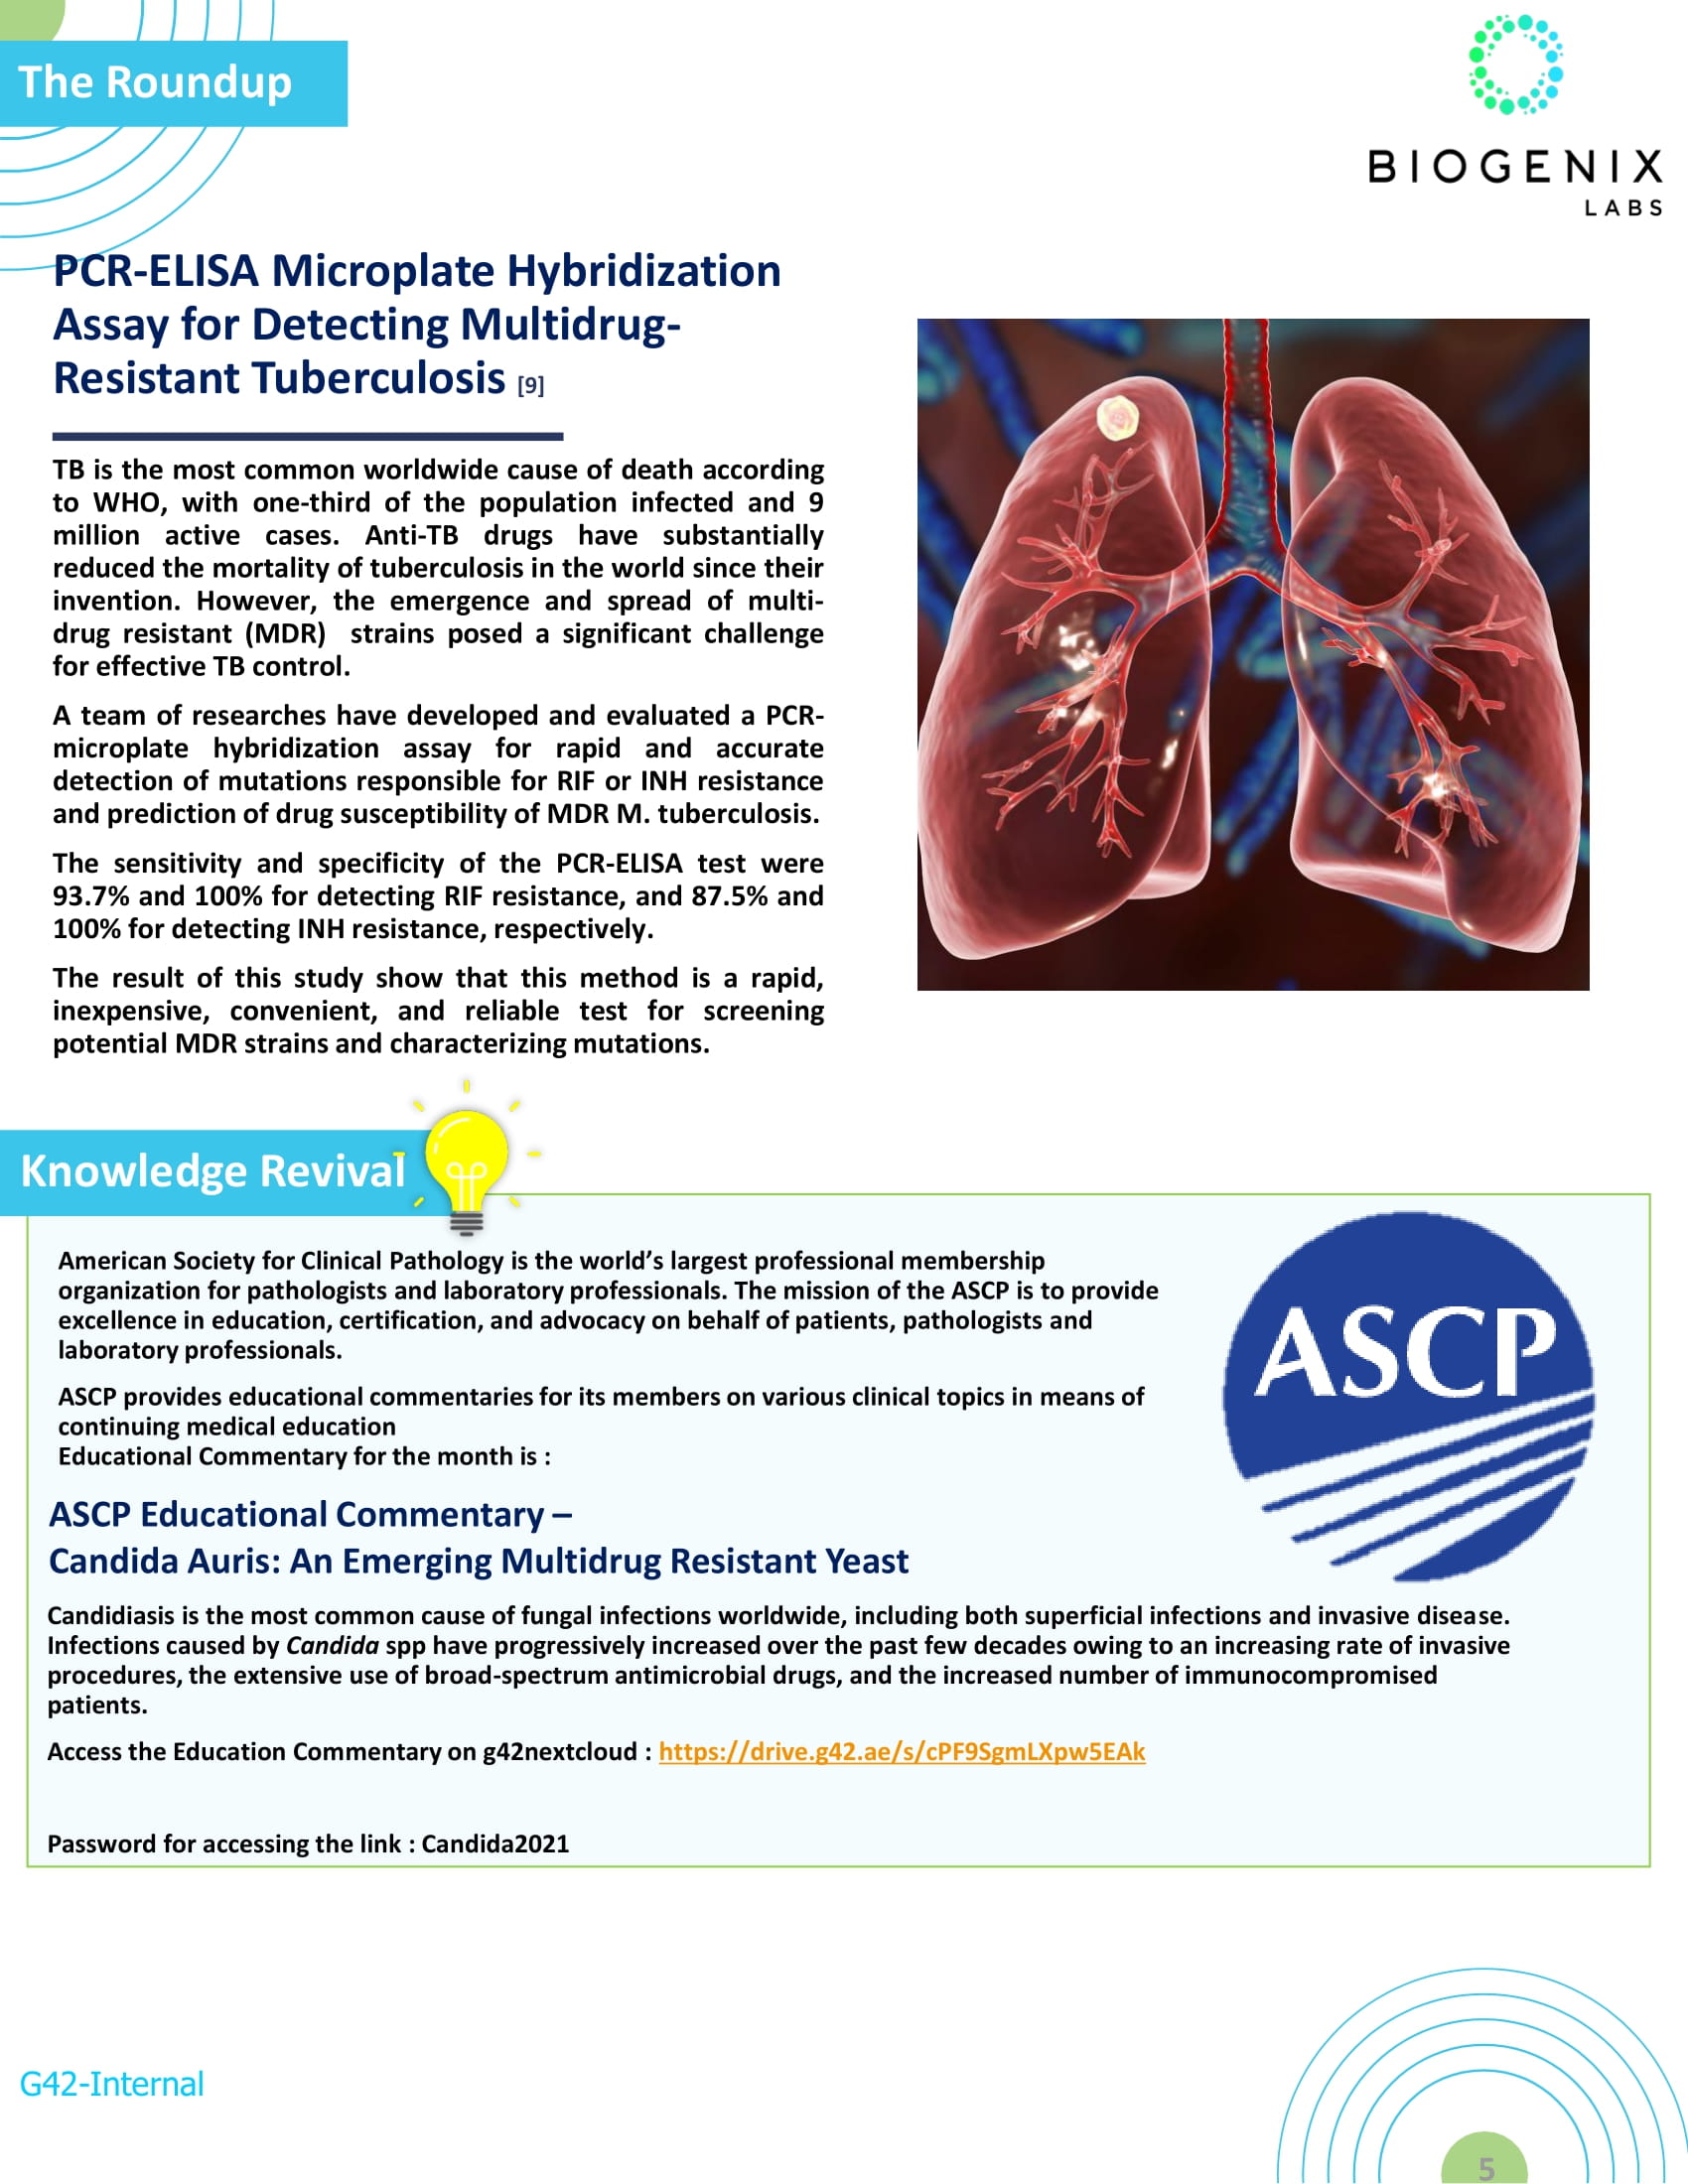 The Roundup
BIOGENIX
LABS
PCR-ELISA Microplate Hybridization
Assay for Detecting Multidrug-
Resistant Tuberculosis [9]
TB is the most common worldwide cause of death according
to WHO, with one-third of the population infected and 9
million active cases. Anti-TB drugs have substantially
reduced the mortality of tuberculosis in the world since their
invention. However, the emergence and spread of multi-
drug resistant (MDR) strains posed a significant challenge
for effective TB control.
A team of researches have developed and evaluated a PCR-
microplate hybridization assay for rapid and accurate
detection of mutations responsible for RIF or INH resistance
and prediction of drug susceptibility of MDR M. tuberculosis.
The sensitivity and specificity of the PCR-ELISA test were
93.7% and 100% for detecting RIF resistance, and 87.5% and
100% for detecting INH resistance, respectively.
The result of this study show that this method is a rapid,
inexpensive, convenient, and reliable test for screening
potential MDR strains and characterizing mutations.
Knowledge Revival
American Society for Clinical Pathology is the world’s largest professional membership
organization for pathologists and laboratory professionals. The mission of the ASCP is to provide
excellence in education, certification, and advocacy on behalf of patients, pathologists and
laboratory professionals.
ASCP provides educational commentaries for its members on various clinical topics in means of
continuing medical education
Educational Commentary for the month is :
ASCP
ASCP Educational Commentary –
Candida Auris: An Emerging Multidrug Resistant Yeast
Candidiasis is the most common cause of fungal infections worldwide, including both superficial infections and invasive disease.
Infections caused by Candida spp have progressively increased over the past few decades owing to an increasing rate of invasive
procedures, the extensive use of broad-spectrum antimicrobial drugs, and the increased number of immunocompromised
patients.
Access the Education Commentary on g42nextcloud : https://drive.g42.ae/s/cPF9SgmLXpw5EAk
Password for accessing the link : Candida2021
G42-Internal
5